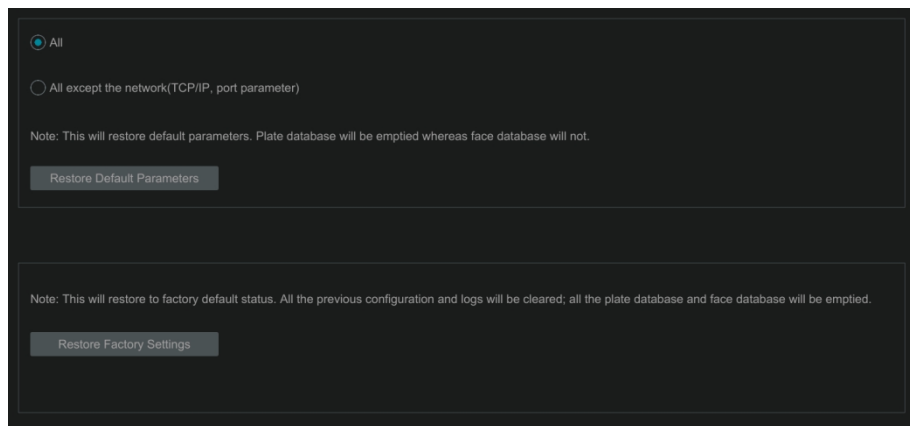 All
All except the network(TCP/IP, port parameter)
Note: This will restore default parameters. Plate database will be emptied whereas face database will not.
Restore Default Parameters
Note: This will restore to factory default status. All the previous configuration and logs will be cleared; all the plate database and face database will be emptied.
Restore Factory Settings